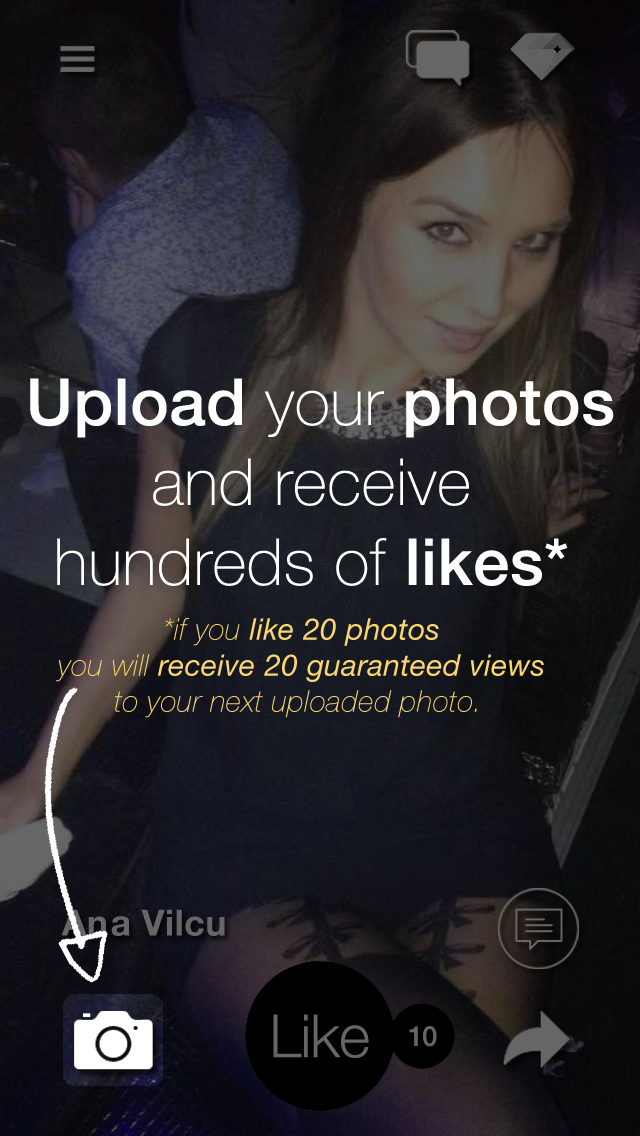 Upload your photos
and receive
hundreds of likes*
*if you like 20 photos
you will receive 20 guaranteed views
to your next uploaded photo.
Ana Vilcu
Like
10